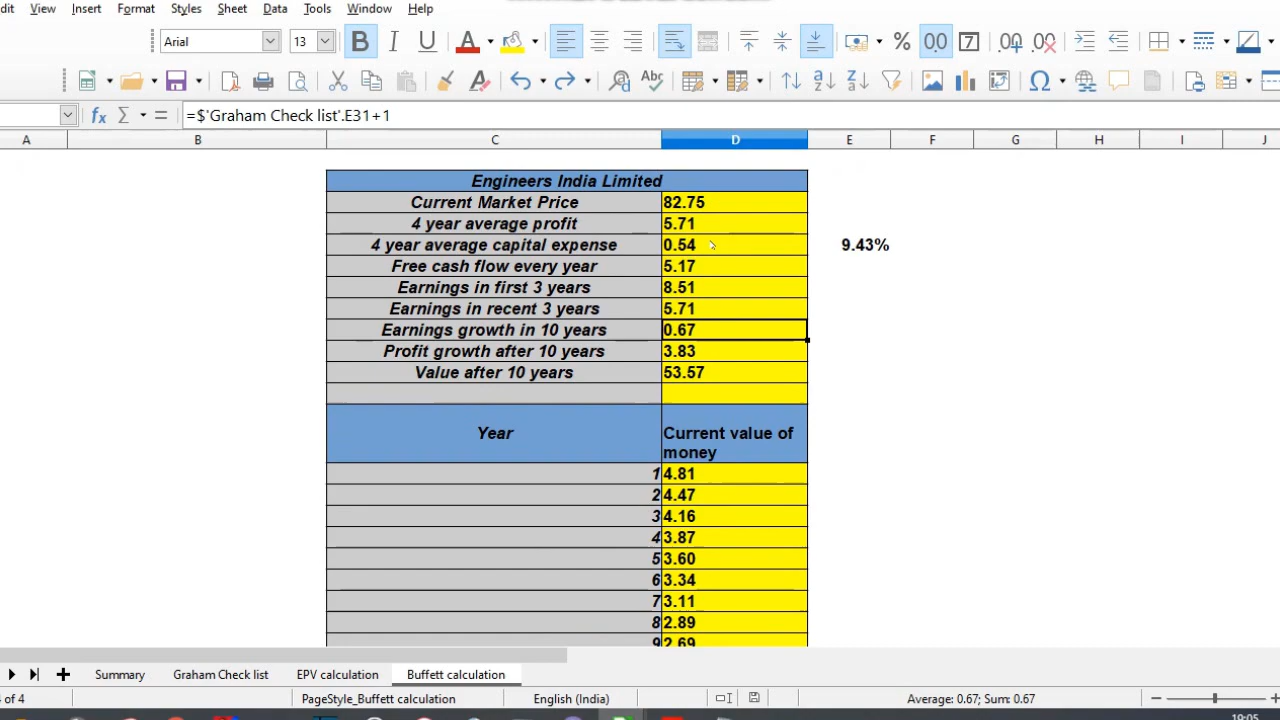 dit View Insert Format Styles Sheet Data Tools Window Help
Arial 13
=$'Graham Check list'.E31+1
A B C D E F G H I J
Engineers India Limited
Current Market Price 82.75
4 year average profit 5.71
4 year average capital expense 0.54 9.43%
Free cash flow every year 5.17
Earnings in first 3 years 8.51
Earnings in recent 3 years 5.71
Earnings growth in 10 years 0.67
Profit growth after 10 years 3.83
Value after 10 years 53.57
Year Current value of
money
1 4.81
2 4.47
3 4.16
4 3.87
5 3.60
6 3.34
7 3.11
8 2.89
9 2.69
Summary Graham Check list EPV calculation Buffett calculation
of 4 PageStyle_Buffett calculation English (India) Average: 0.67; Sum: 0.67
19:05